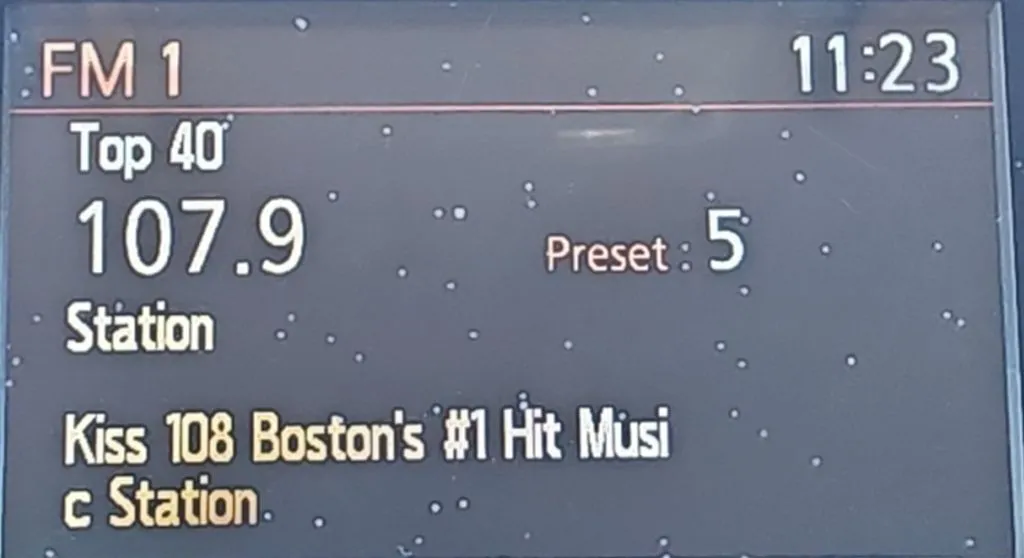 FM 1 11:23
Top 40
107.9 Preset : 5
Station
Kiss 108 Boston's #1 Hit Musi
c Station